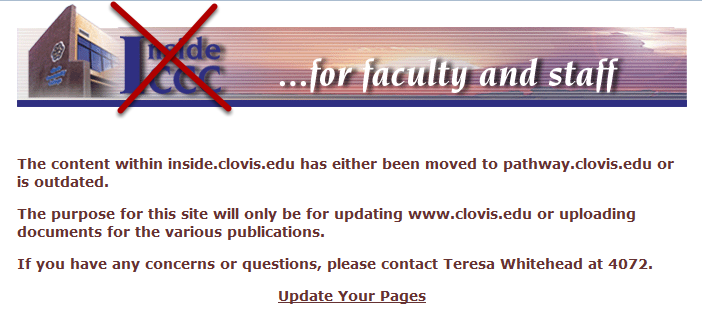 Inside
CCC
...for faculty and staff
The content within inside.clovis.edu has either been moved to pathway.clovis.edu or
is outdated.
The purpose for this site will only be for updating www.clovis.edu or uploading
documents for the various publications.
If you have any concerns or questions, please contact Teresa Whitehead at 4072.
Update Your Pages